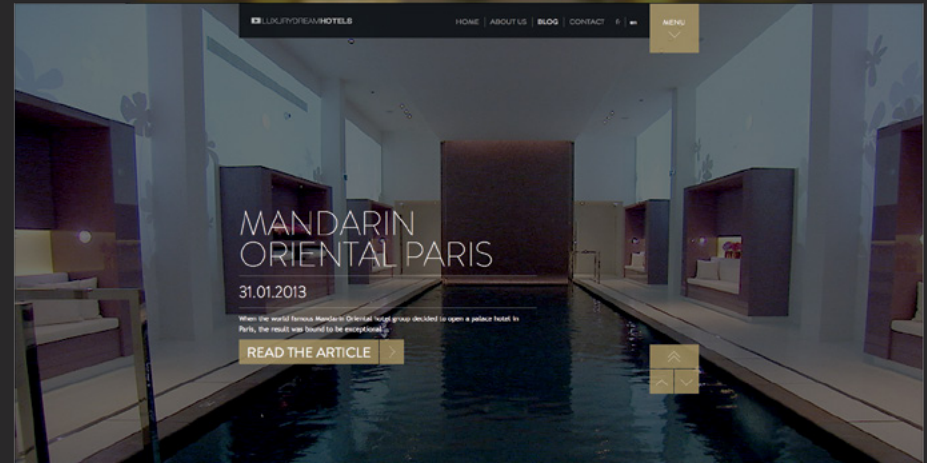 LUXURYDREAMHOTELS
HOME | ABOUT US | BLOG | CONTACT fr | en
MENU
MANDARIN
ORIENTAL PARIS
31.01.2013
When the world famous Mandarin Oriental hotel group decided to open a palace hotel in
Paris, the result was bound to be exceptional...
READ THE ARTICLE